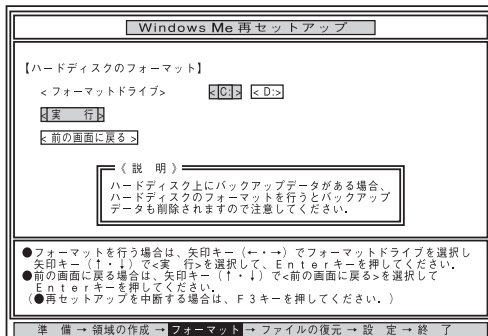 Windows Me 再セットアップ
【ハードディスクのフォーマット】
< フォーマットドライブ> < C: > < D:>
< 実　行 >
< 前の画面に戻る >
《 説　明 》
ハードディスク上にバックアップデータがある場合、
ハードディスクのフォーマットを行うとバックアップ
データも削除されますので注意してください.
●フォーマットを行う場合は、矢印キー（←・→）でフォーマットドライブを選択し
矢印キー（↑・↓）で<実　行>を選択して、Ｅｎｔｅｒキーを押してください.
●前の画面に戻る場合は、矢印キー（↑・↓）で<前の画面に戻る>を選択して
Ｅｎｔｅｒキーを押してください.
（●再セットアップを中断する場合は、Ｆ３キーを押してください.）
準　備 → 領域の作成 → フォーマット → ファイルの復元 → 設　定 → 終　了